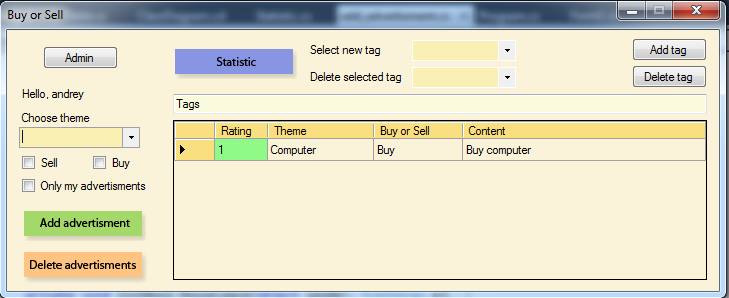 Buy or Sell
Admin
Statistic
Select new tag
Add tag
Delete selected tag
Delete tag
Hello, andrey
Choose theme
Tags
Rating Theme Buy or Sell Content
1 Computer Buy Buy computer
Sell Buy
Only my advertisments
Add advertisment
Delete advertisments